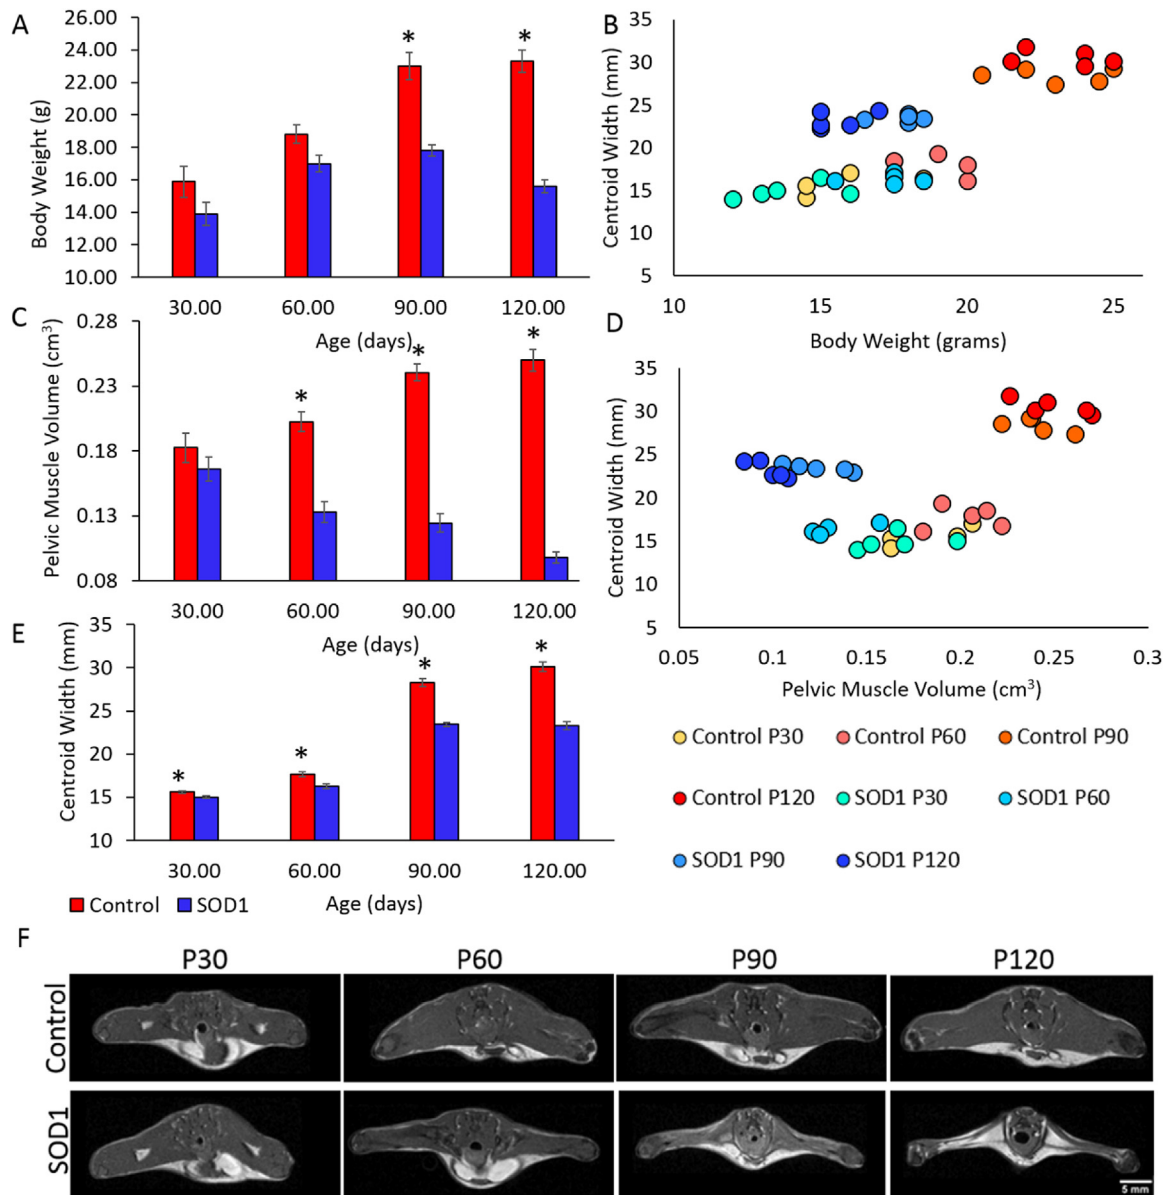 A
Body Weight (g)
26.00
24.00
22.00
20.00
18.00
16.00
14.00
12.00
10.00
* *
30.00 60.00 90.00 120.00
Age (days)
B
Centroid Width (mm)
35
30
25
20
15
10
5
10 15 20 25
Body Weight (grams)
C
Pelvic Muscle Volume (cm³)
0.28
0.23
0.18
0.13
0.08
* * *
30.00 60.00 90.00 120.00
Age (days)
D
Centroid Width (mm)
35
30
25
20
15
10
5
0.05 0.1 0.15 0.2 0.25 0.3
Pelvic Muscle Volume (cm³)
E
Centroid Width (mm)
35
30
25
20
15
10
* * * *
30.00 60.00 90.00 120.00
Age (days)
Control SOD1
Control P30 Control P60 Control P90
Control P120 SOD1 P30 SOD1 P60
SOD1 P90 SOD1 P120
F
P30 P60 P90 P120
Control
SOD1
5 mm